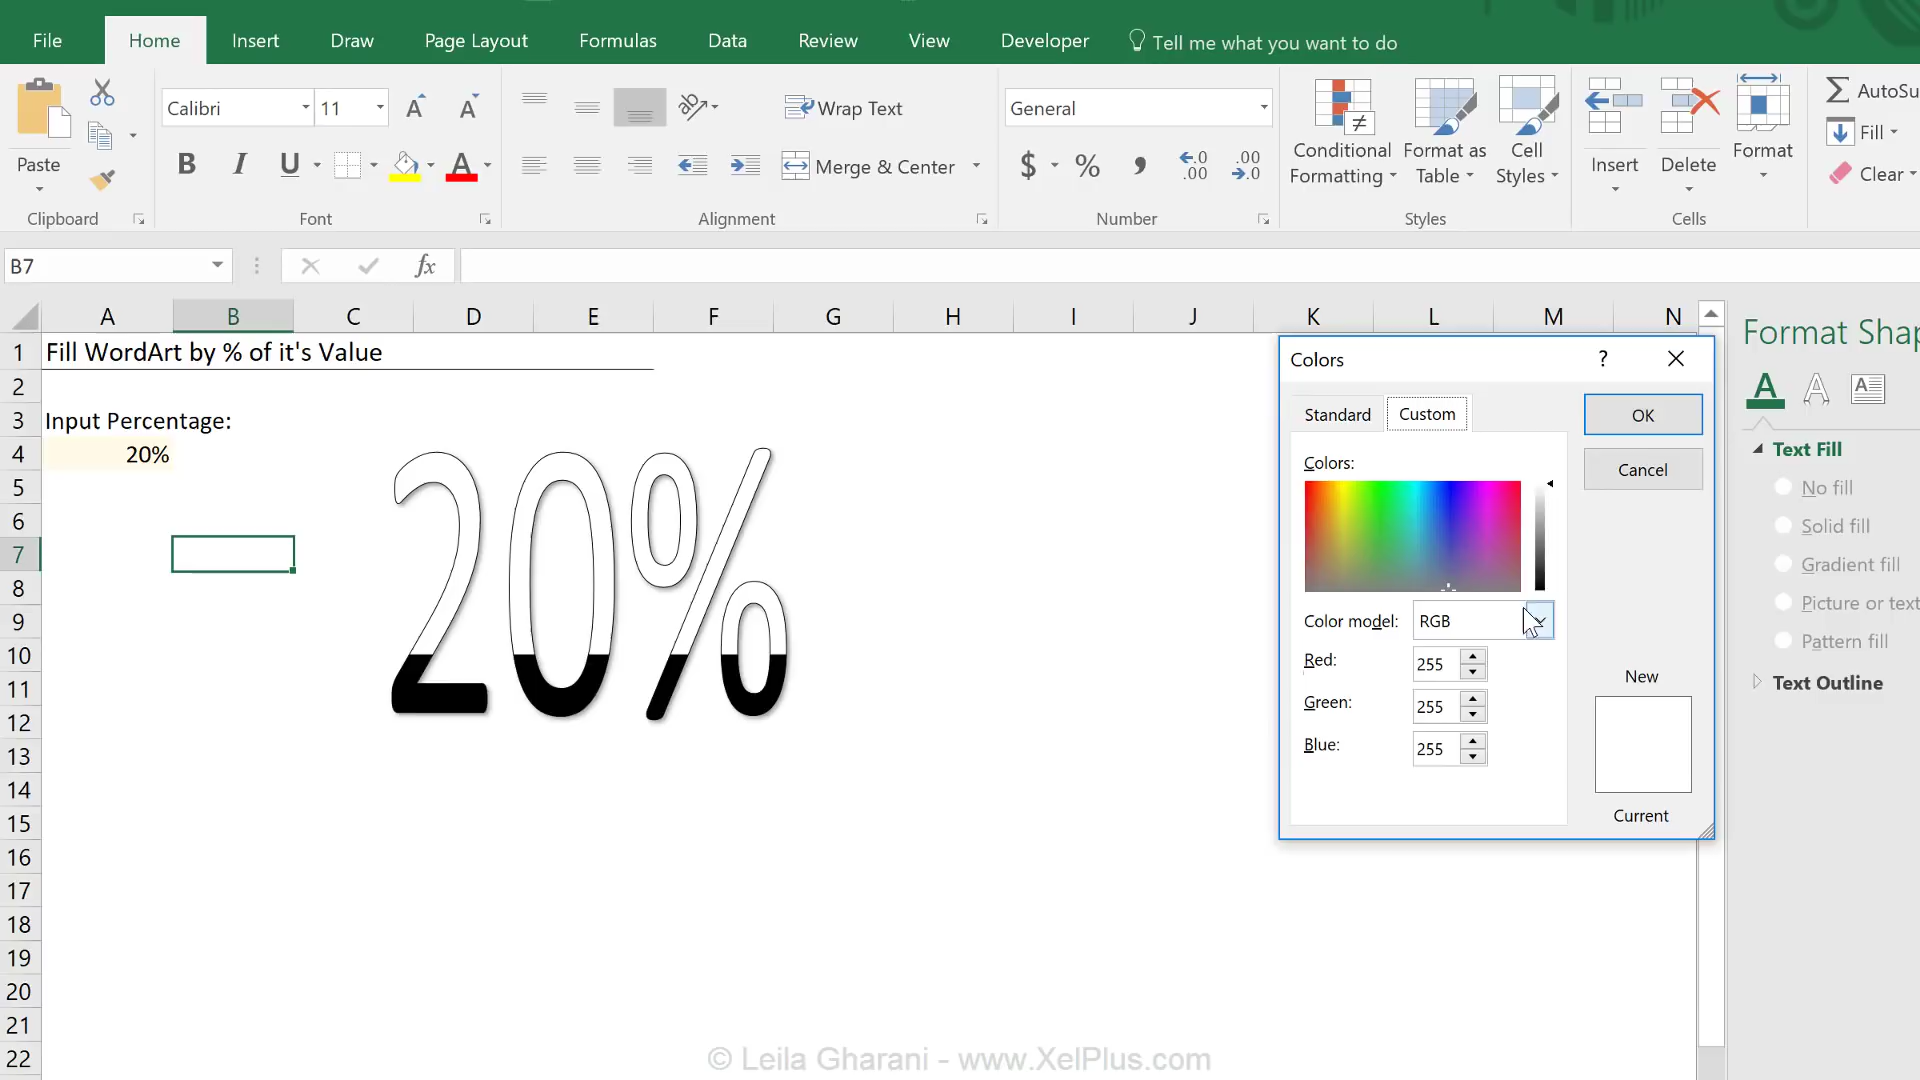 File Home Insert Draw Page Layout Formulas Data Review View Developer Tell me what you want to do
Calibri 11 Wrap Text General AutoSu
Paste B I U A Merge & Center $ % , Conditional Formatting Format as Table Cell Styles Insert Delete Format Fill Clear
Clipboard Font Alignment Number Styles Cells
B7 fx
A B C D E F G H I J K L M N
1 Fill WordArt by % of it's Value
2
3 Input Percentage:
4 20%
5
6
7
8
9
10
11
12
13
14
15
16
17
18
19
20
21
22
20%
Colors ?
Standard Custom OK
Cancel
Colors:
Color model: RGB
Red: 255
Green: 255
Blue: 255
New
Current
Format Shap
Text Fill
No fill
Solid fill
Gradient fill
Picture or text
Pattern fill
Text Outline
© Leila Gharani - www.XelPlus.com